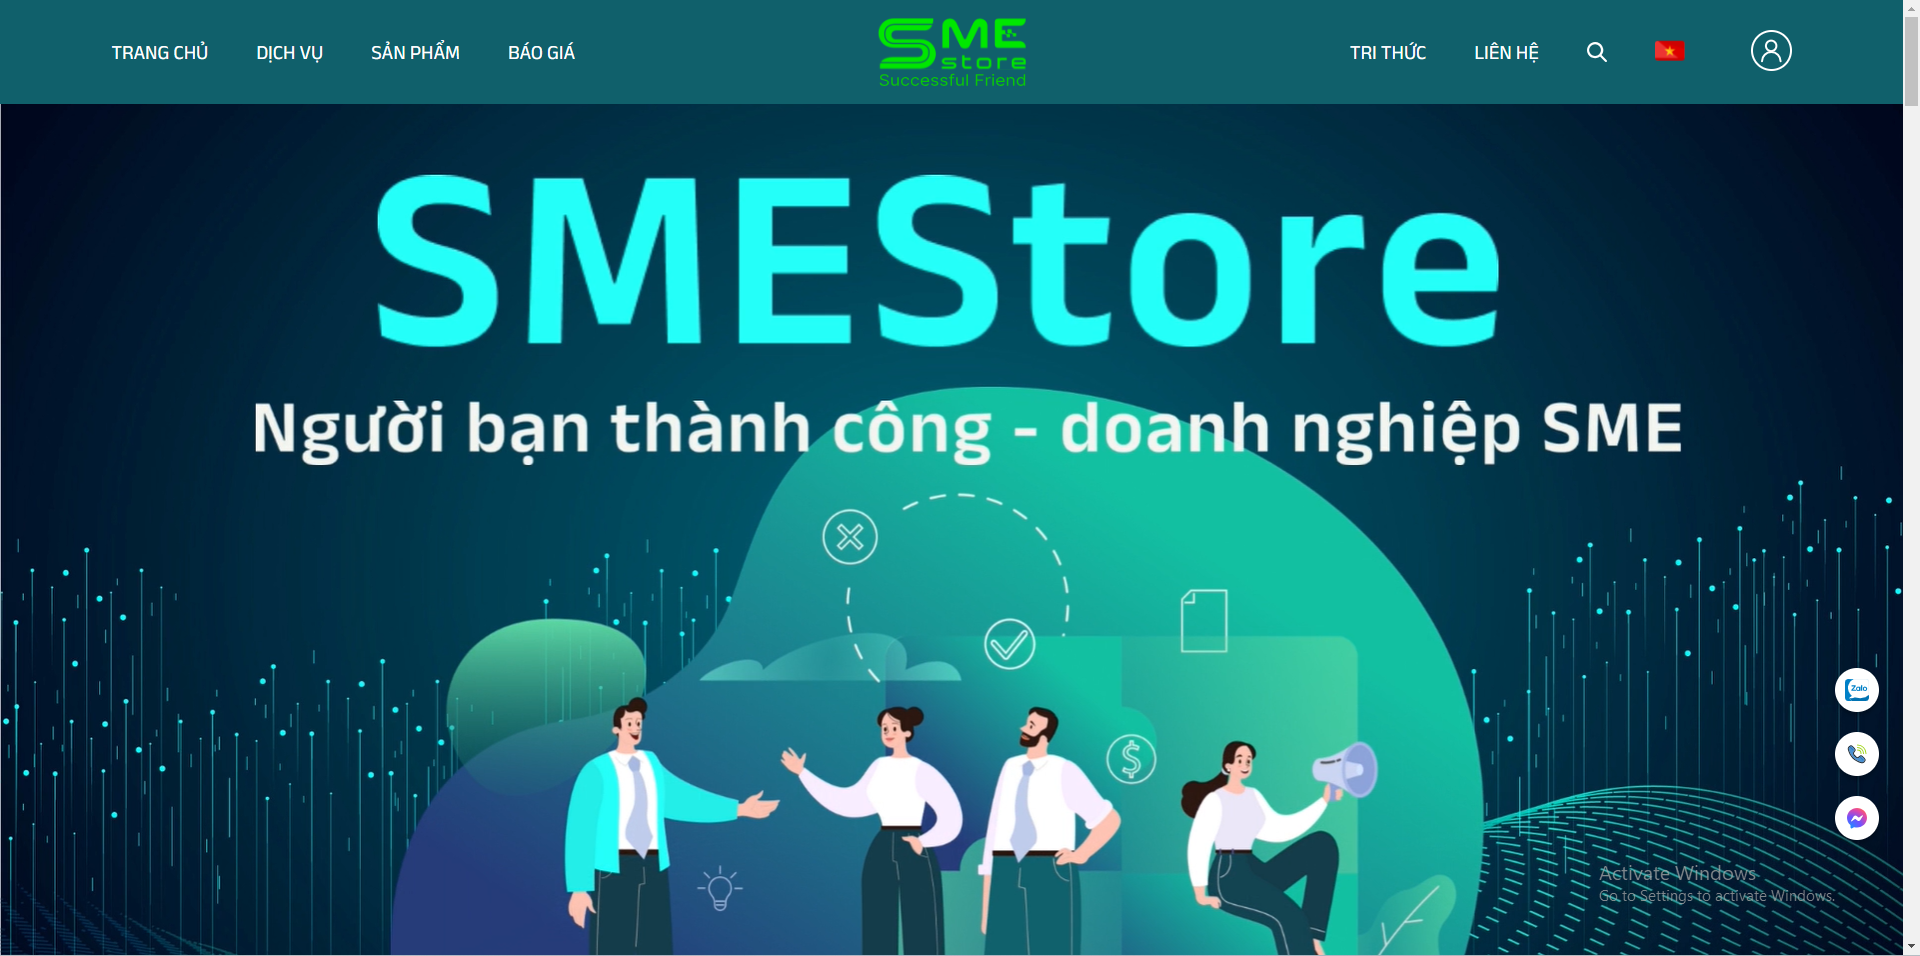 TRANG CHỦ DỊCH VỤ SẢN PHẨM BÁO GIÁ
SME
store
Successful Friend
TRI THỨC LIÊN HỆ
SMEStore
Người bạn thành công - doanh nghiệp SME
$
Zalo
Activate Windows
Go to Settings to activate Windows.